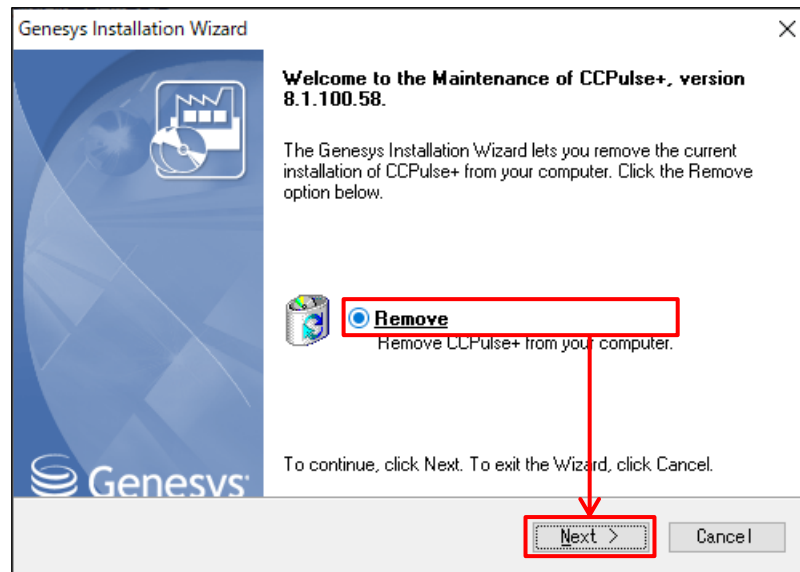 Genesys Installation Wizard
Welcome to the Maintenance of CCPulse+, version
8.1.100.58.
The Genesys Installation Wizard lets you remove the current
installation of CCPulse+ from your computer. Click the Remove
option below.
Remove
Remove CCPulse+ from your computer.
To continue, click Next. To exit the Wizard, click Cancel.
Genesys
Next >
Cancel